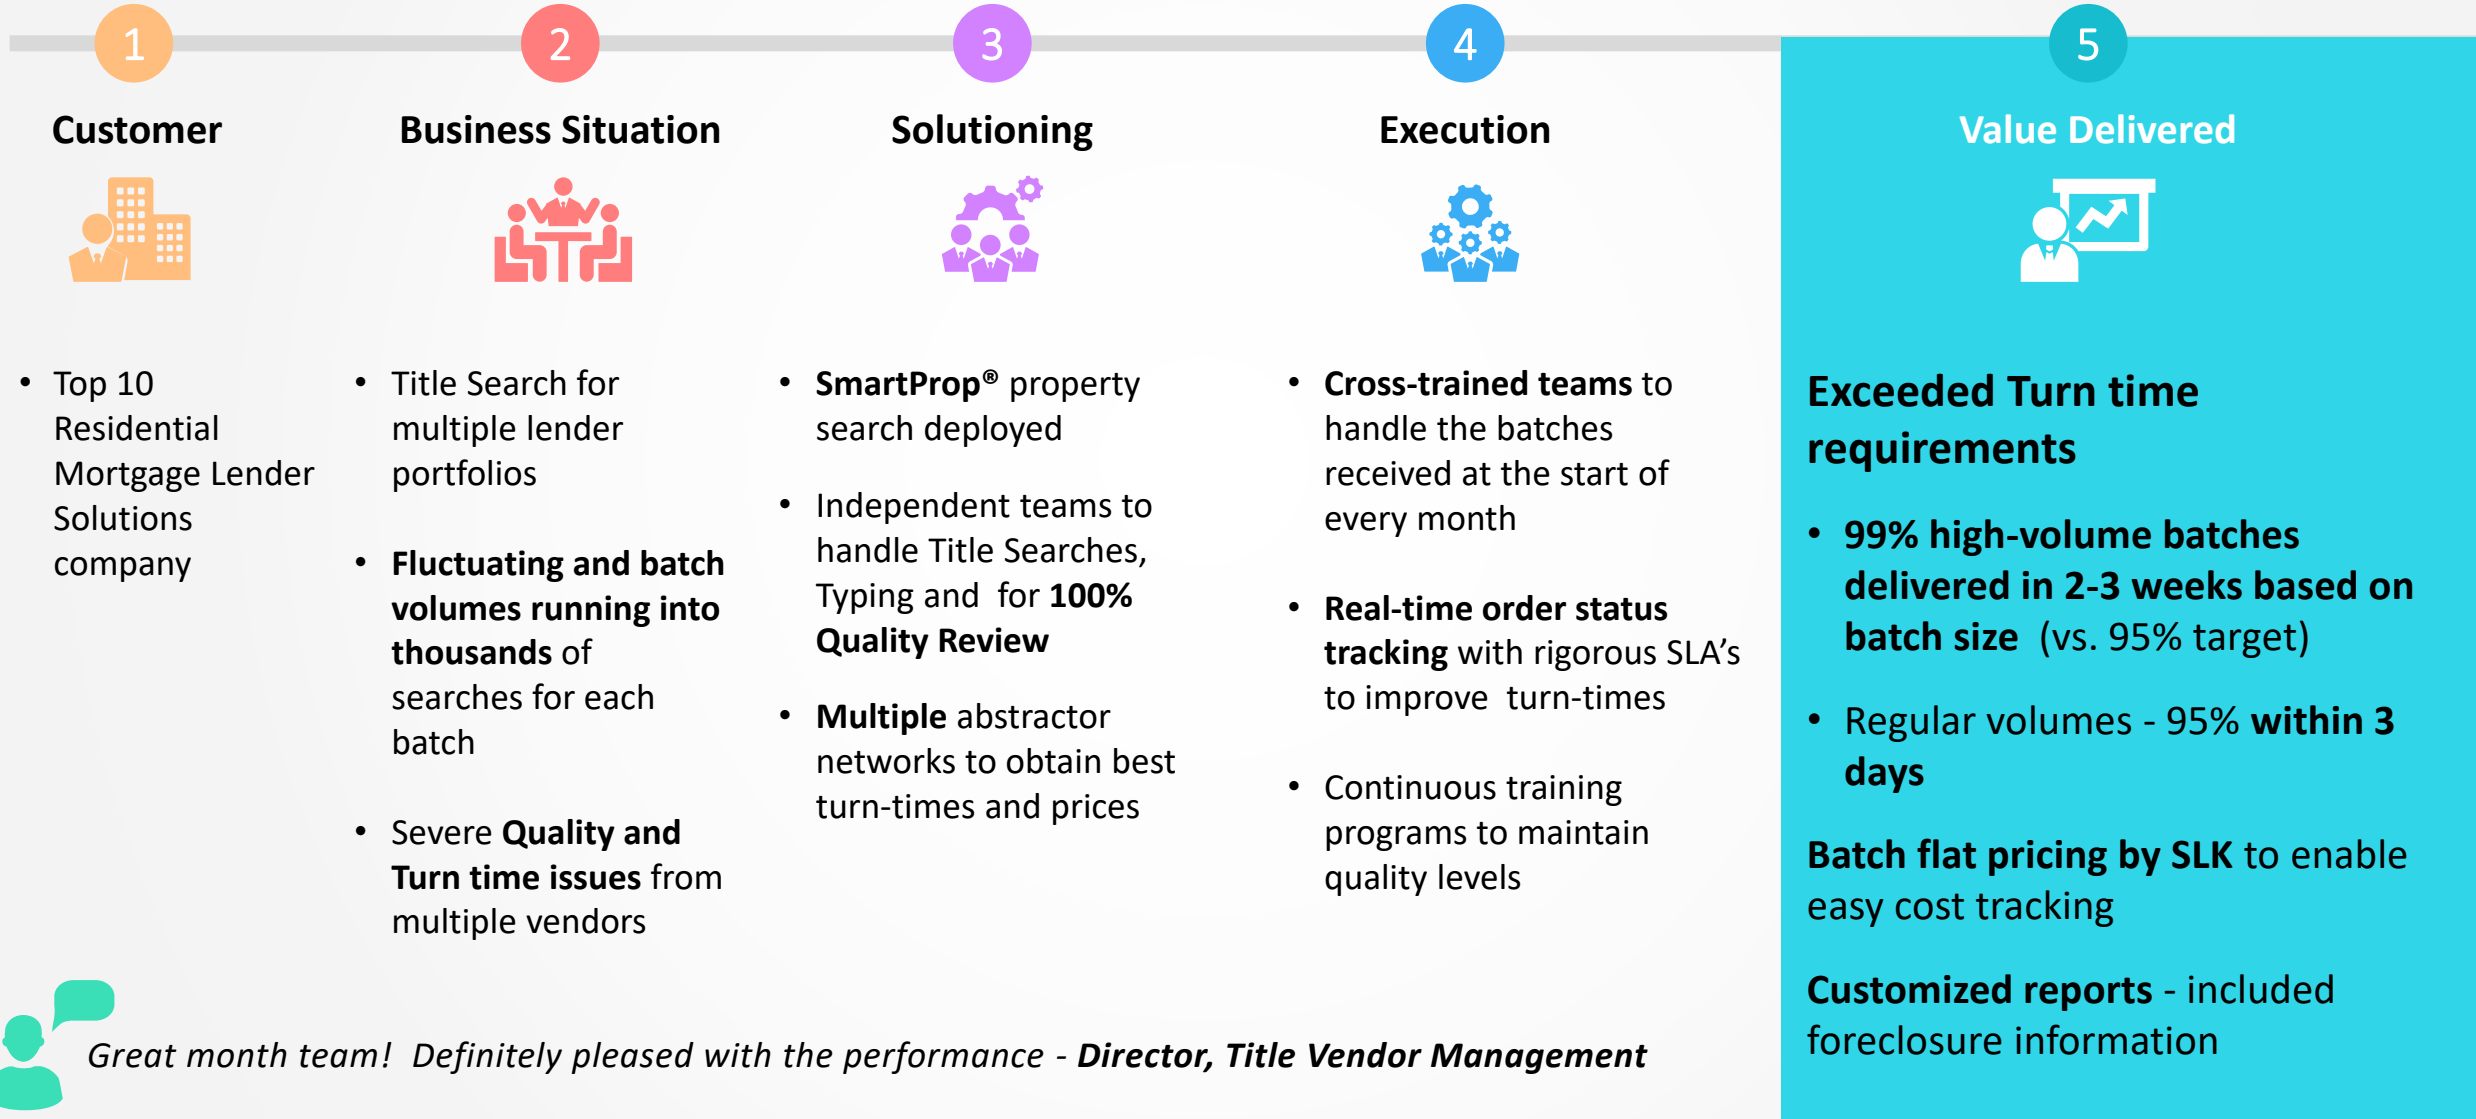 1
Customer
• Top 10
Residential
Mortgage Lender
Solutions
company
2
Business Situation
• Title Search for
multiple lender
portfolios
• Fluctuating and batch
volumes running into
thousands of
searches for each
batch
• Severe Quality and
Turn time issues from
multiple vendors
3
Solutioning
• SmartProp® property
search deployed
• Independent teams to
handle Title Searches,
Typing and  for 100%
Quality Review
• Multiple abstractor
networks to obtain best
turn-times and prices
4
Execution
• Cross-trained teams to
handle the batches
received at the start of
every month
• Real-time order status
tracking with rigorous SLA’s
to improve  turn-times
• Continuous training
programs to maintain
quality levels
5
Value Delivered
Exceeded Turn time
requirements
• 99% high-volume batches
delivered in 2-3 weeks based on
batch size  (vs. 95% target)
• Regular volumes - 95% within 3
days
Batch flat pricing by SLK to enable
easy cost tracking
Customized reports - included
foreclosure information
Great month team!  Definitely pleased with the performance - Director, Title Vendor Management